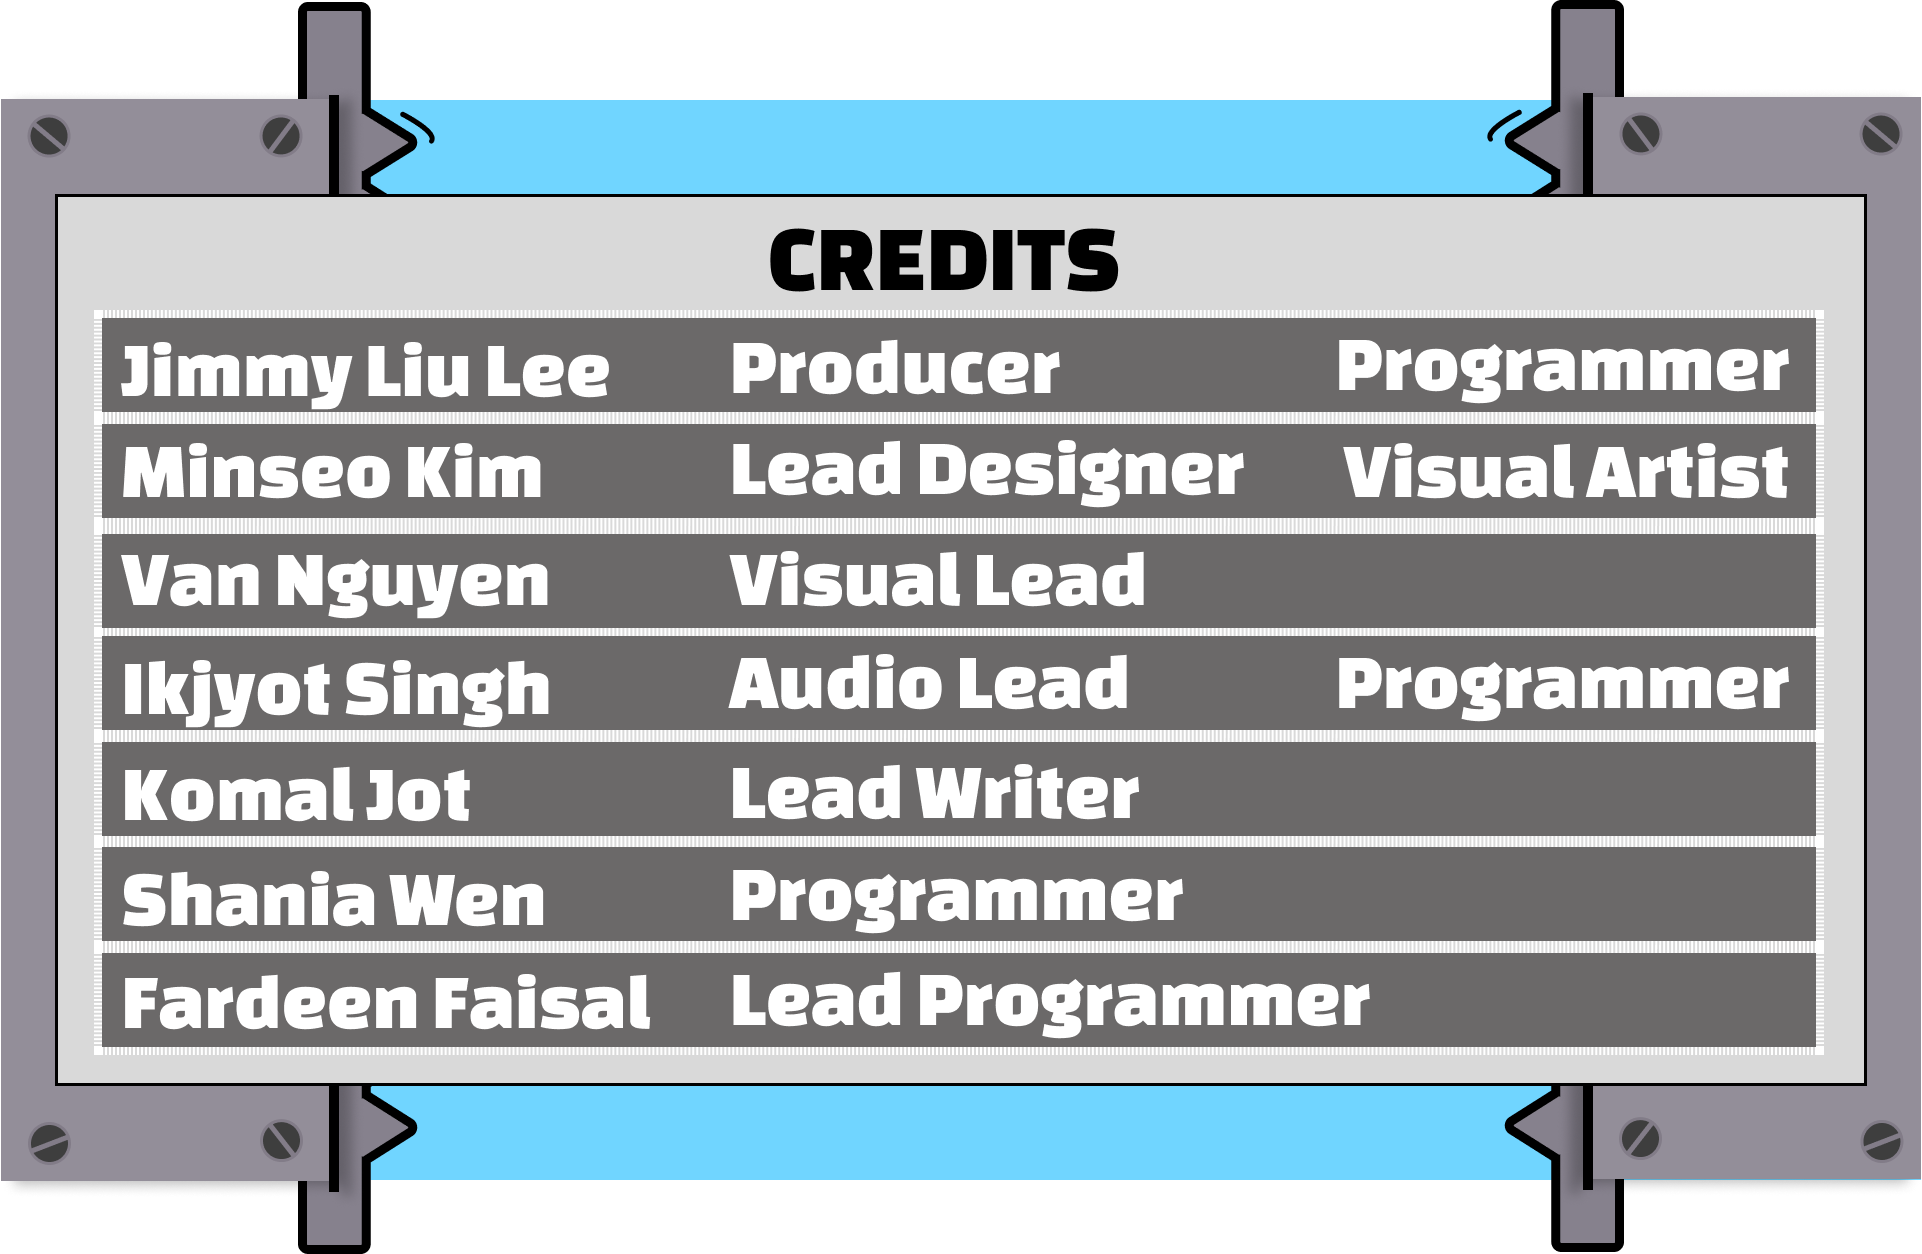 CREDITS
Jimmy Liu Lee Producer Programmer
Minseo Kim Lead Designer Visual Artist
Van Nguyen Visual Lead
Ikjyot Singh Audio Lead Programmer
Komal Jot Lead Writer
Shania Wen Programmer
Fardeen Faisal Lead Programmer